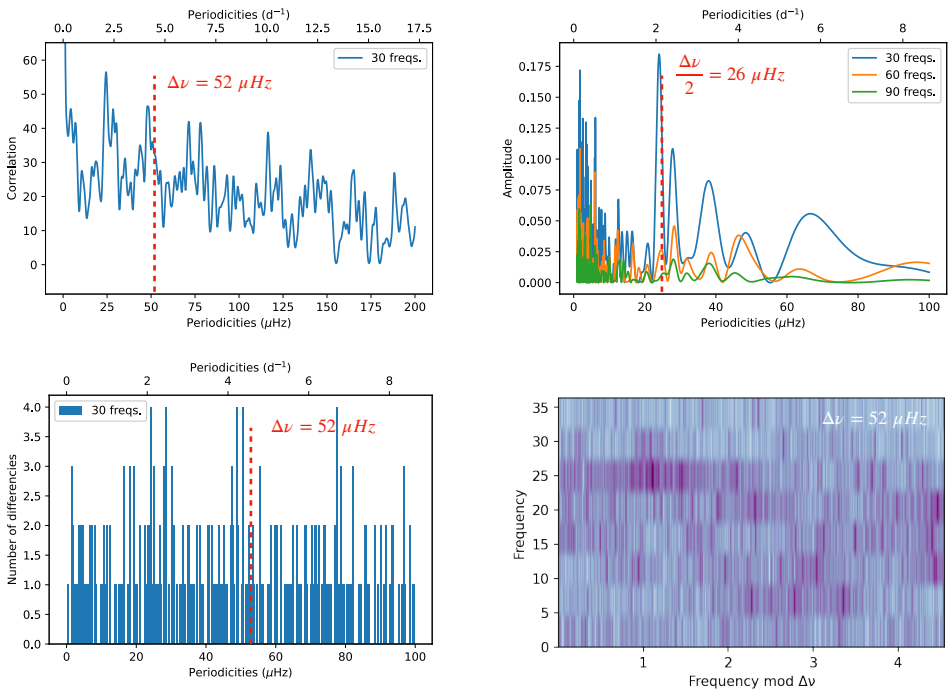 Periodicities (d⁻¹)
0.0 2.5 5.0 7.5 10.0 12.5 15.0 17.5
30 freqs.
Δν = 52 μHz
Correlation
60
50
40
30
20
10
0
0 25 50 75 100 125 150 175 200
Periodicities (μHz)
Periodicities (d⁻¹)
0 2 4 6 8
30 freqs.
60 freqs.
90 freqs.
Δν/2 = 26 μHz
Amplitude
0.175
0.150
0.125
0.100
0.075
0.050
0.025
0.000
0 20 40 60 80 100
Periodicities (μHz)
Periodicities (d⁻¹)
0 2 4 6 8
30 freqs.
Δν = 52 μHz
Number of differencies
4.0
3.5
3.0
2.5
2.0
1.5
1.0
0.5
0.0
0 20 40 60 80 100
Periodicities (μHz)
Δν = 52 μHz
Frequency
35
30
25
20
15
10
5
0
1 2 3 4
Frequency mod Δν